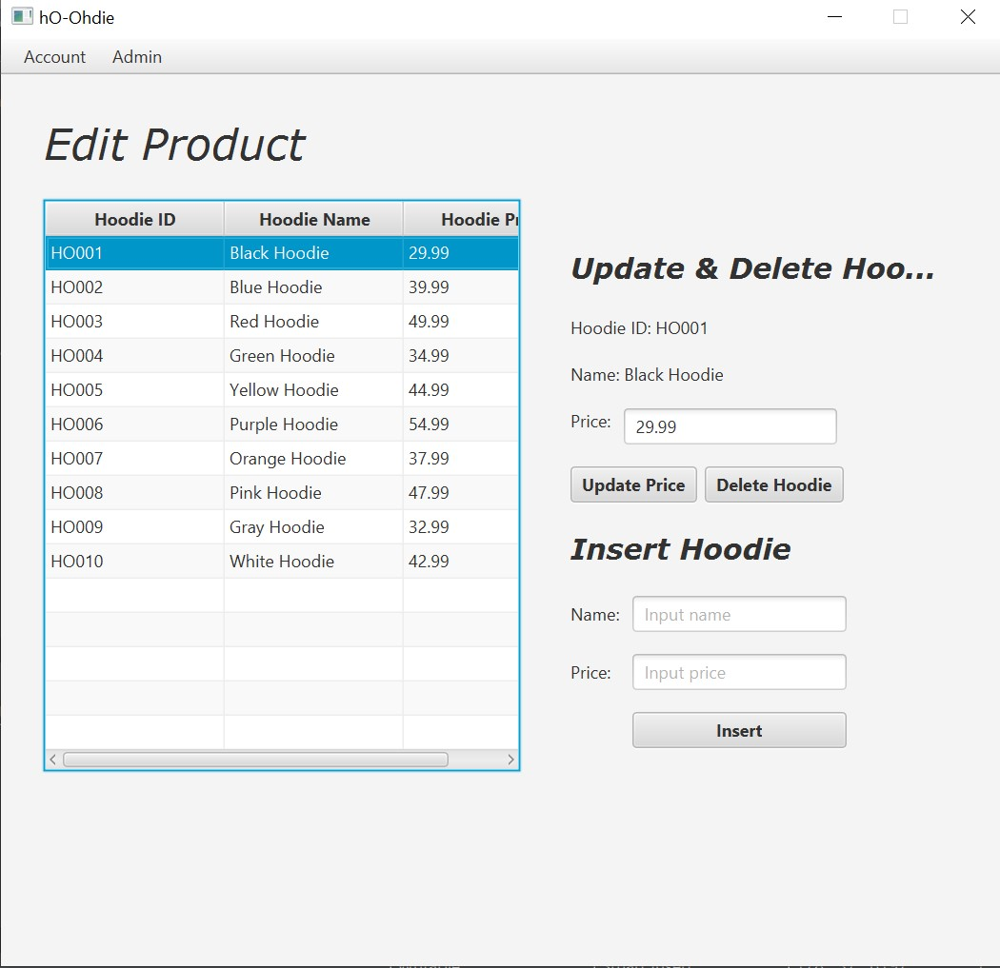 hO-Ohdie
Account Admin
Edit Product
Hoodie ID Hoodie Name Hoodie Pr
HO001 Black Hoodie 29.99
HO002 Blue Hoodie 39.99
HO003 Red Hoodie 49.99
HO004 Green Hoodie 34.99
HO005 Yellow Hoodie 44.99
HO006 Purple Hoodie 54.99
HO007 Orange Hoodie 37.99
HO008 Pink Hoodie 47.99
HO009 Gray Hoodie 32.99
HO010 White Hoodie 42.99
Update & Delete Hoo...
Hoodie ID: HO001
Name: Black Hoodie
Price: 29.99
Update Price Delete Hoodie
Insert Hoodie
Name: Input name
Price: Input price
Insert